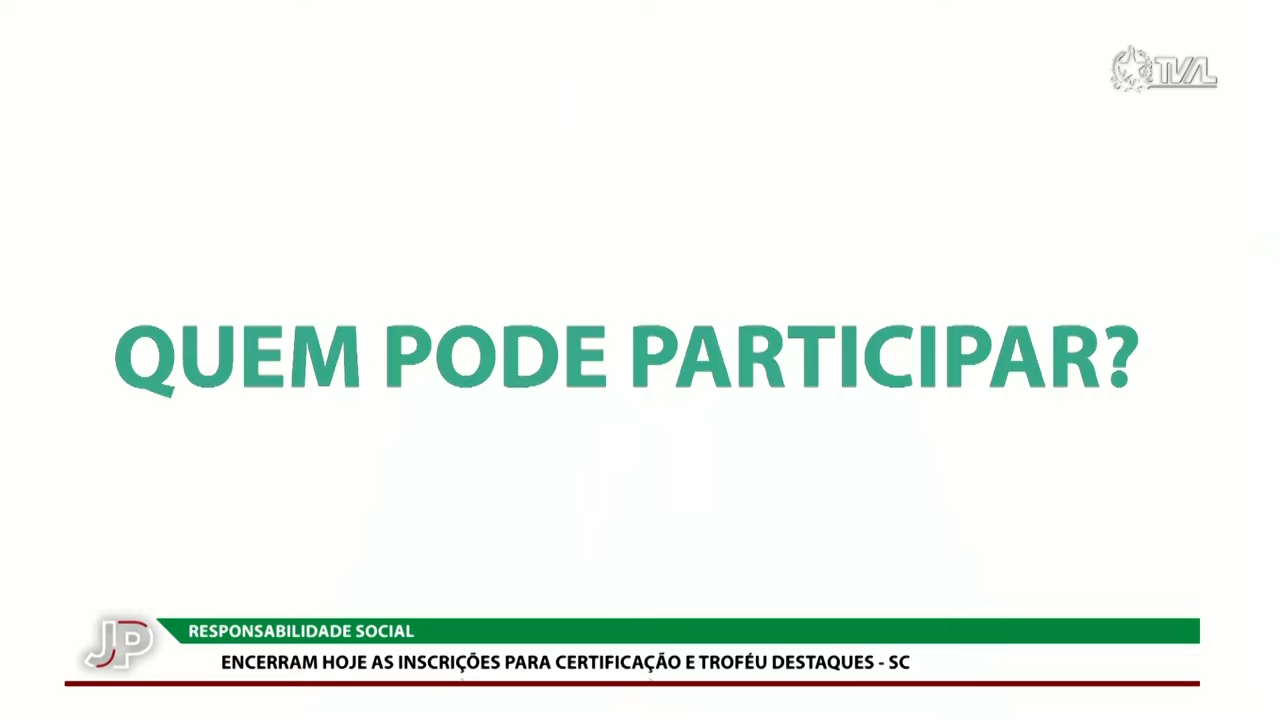 TVAL
QUEM PODE PARTICIPAR?
JP
RESPONSABILIDADE SOCIAL
ENCERRAM HOJE AS INSCRIÇÕES PARA CERTIFICAÇÃO E TROFÉU DESTAQUES - SC